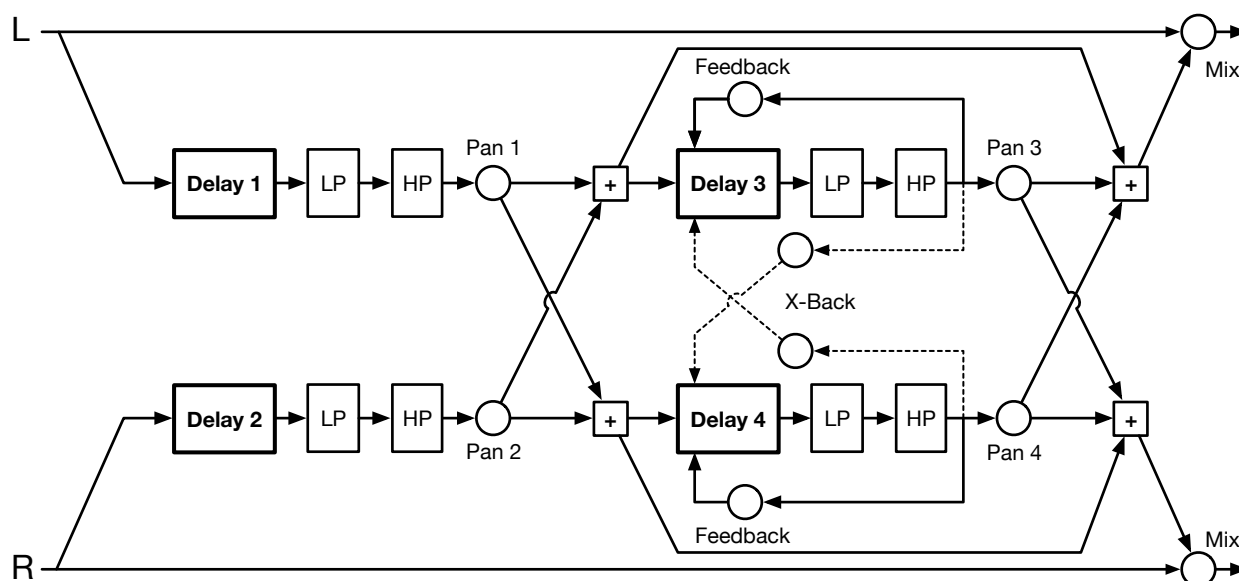 L
Mix
Feedback
Pan 1
Pan 3
Delay 1
LP
HP
+
Delay 3
LP
HP
+
X-Back
Delay 2
LP
HP
+
Delay 4
LP
HP
+
Pan 2
Pan 4
Feedback
Mix
R